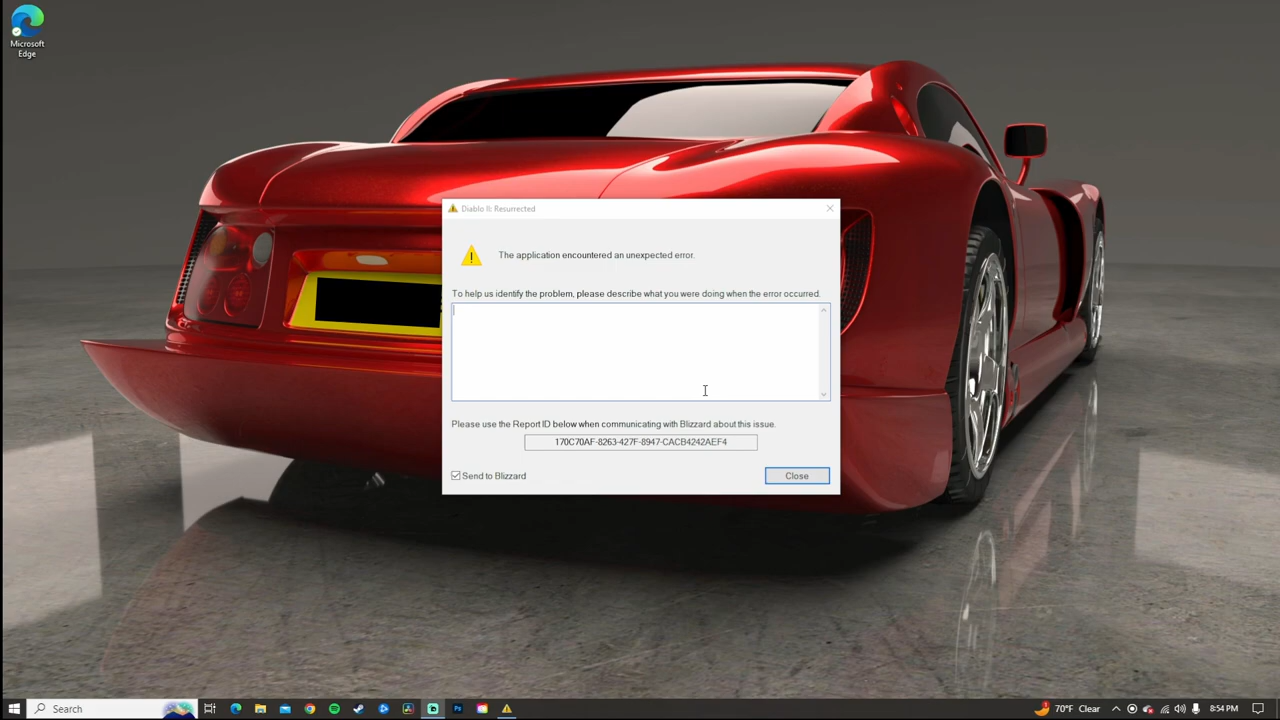 Microsoft
Edge
Diablo II: Resurrected
The application encountered an unexpected error.
To help us identify the problem, please describe what you were doing when the error occurred.
Please use the Report ID below when communicating with Blizzard about this issue.
170C70AF-8263-427F-8947-CACB4242AEF4
Send to Blizzard
Close
Search
Ps
70°F Clear
8:54 PM